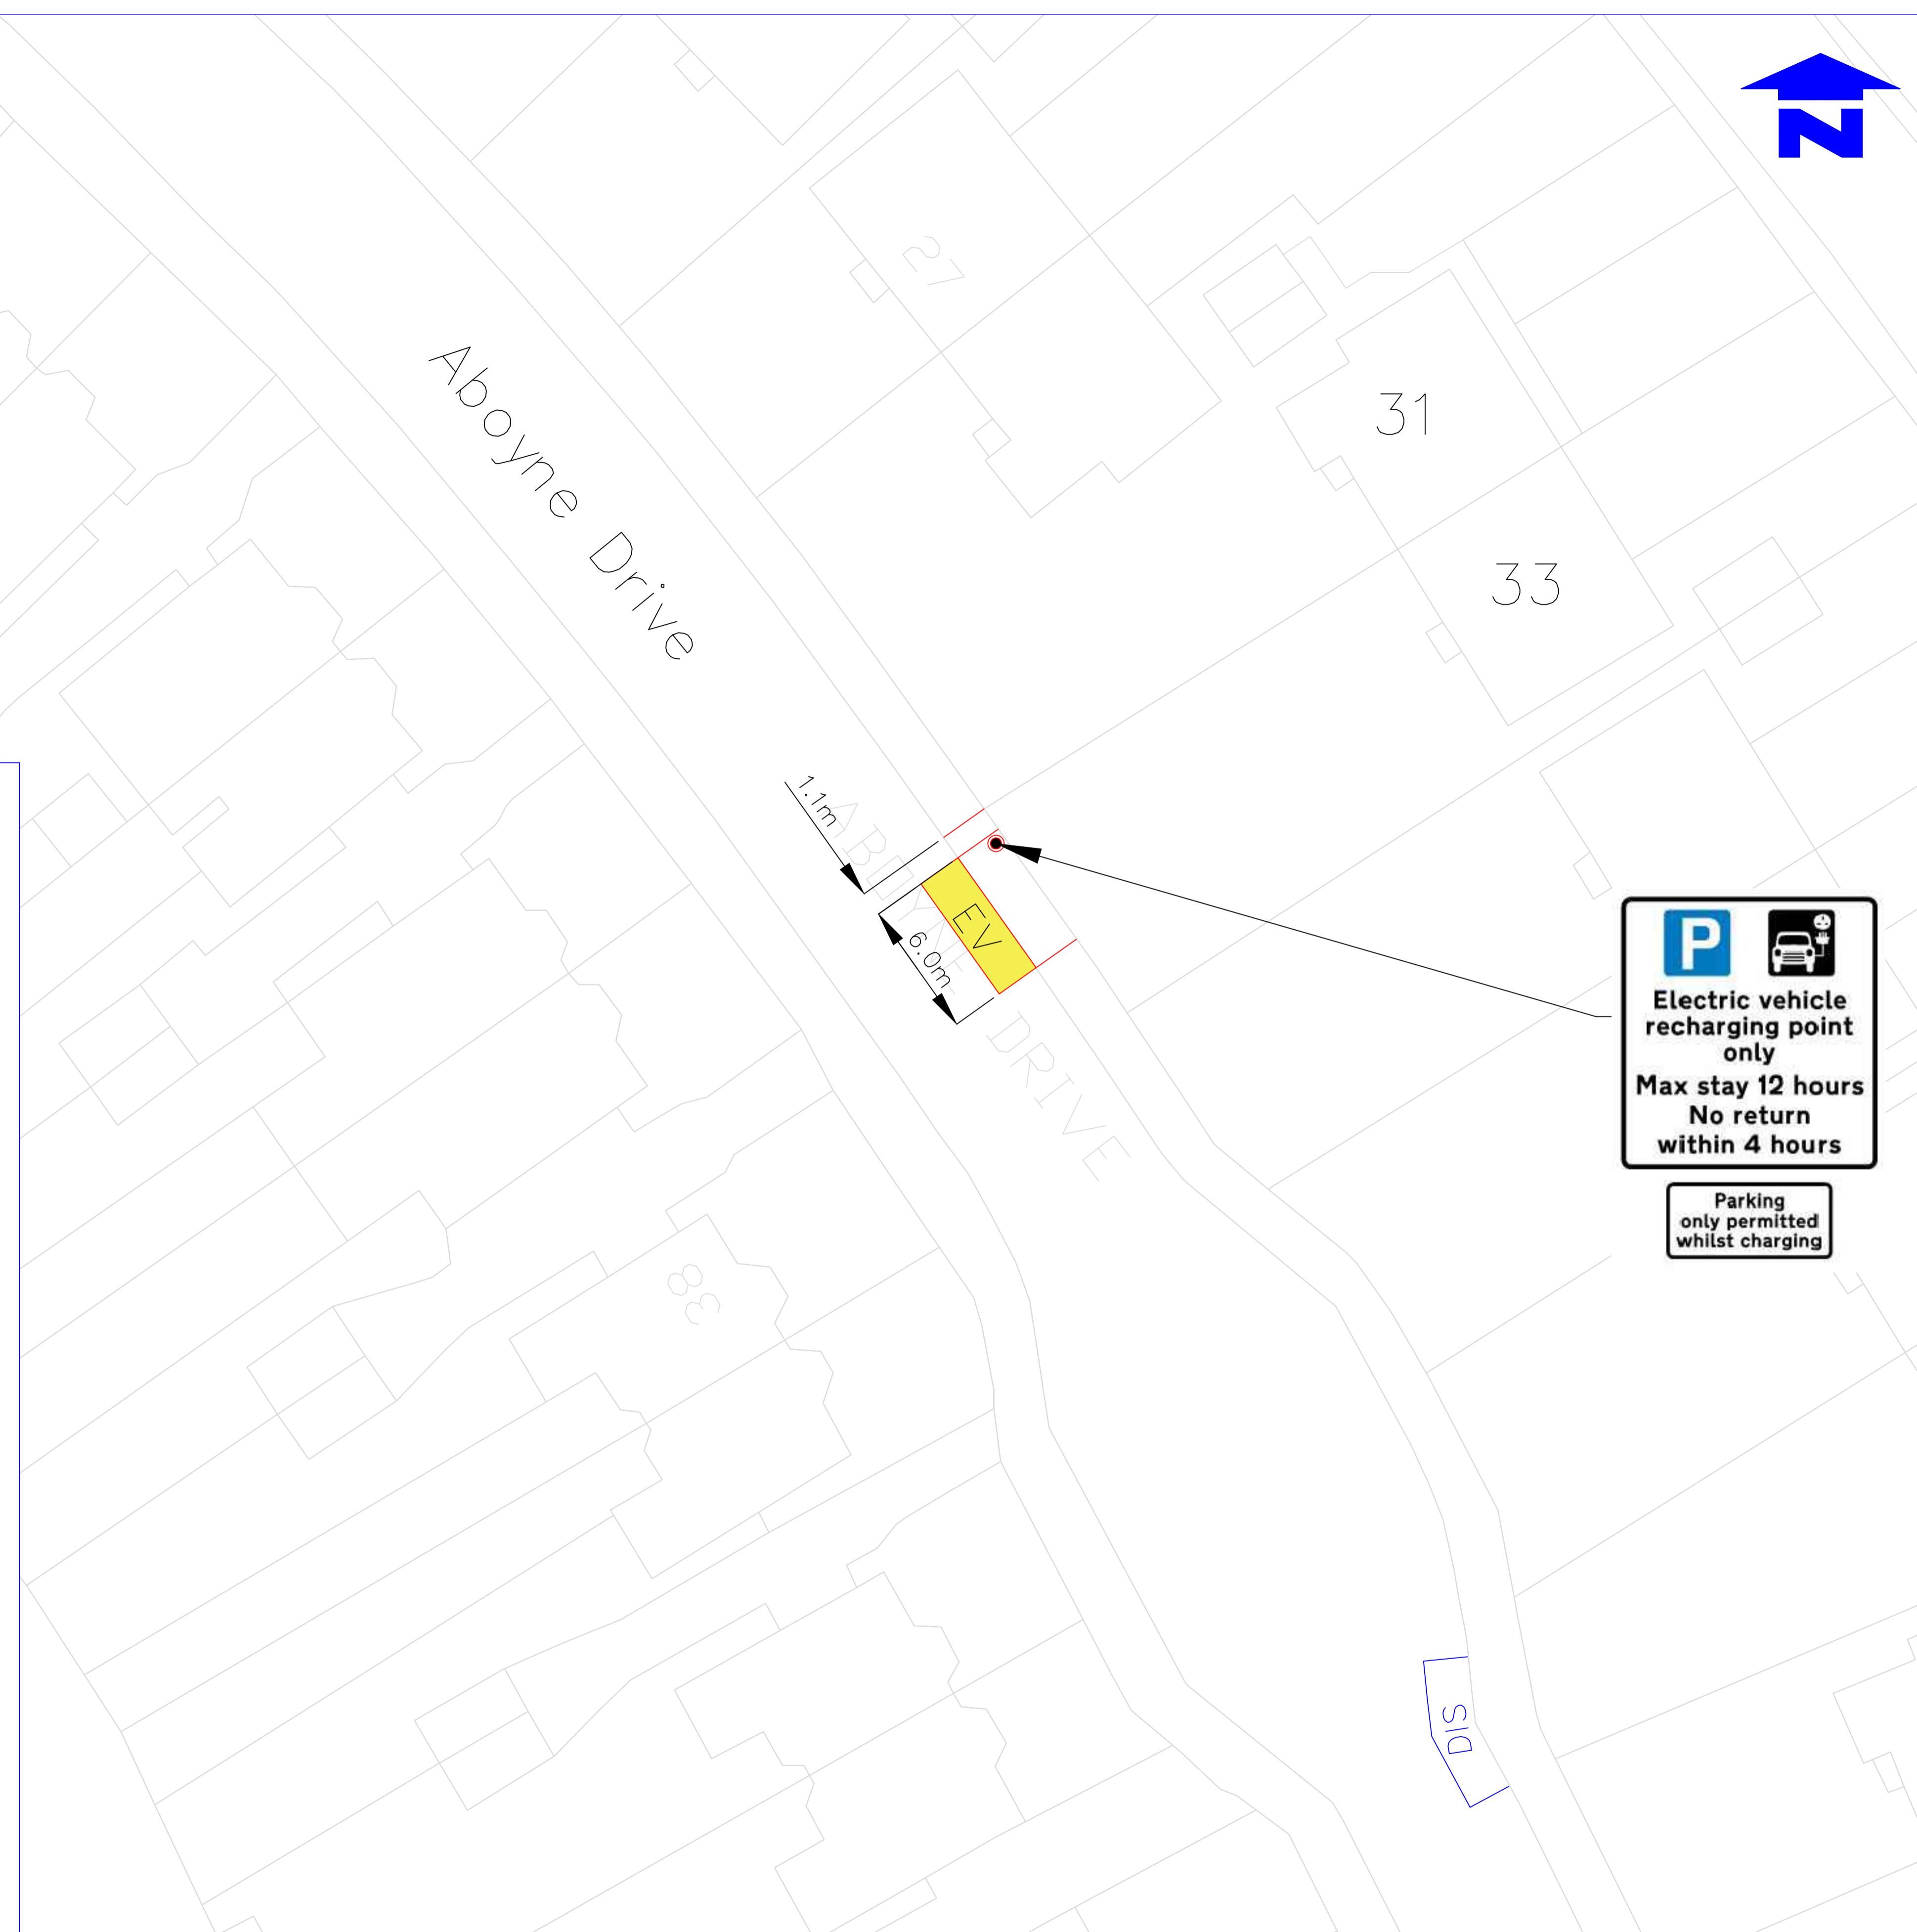 N
27
31
33
Aboyne Drive
1.1m
6.0m
EV
DRIVE
38
P
Electric vehicle
recharging point
only
Max stay 12 hours
No return
within 4 hours
Parking
only permitted
whilst charging
DIS